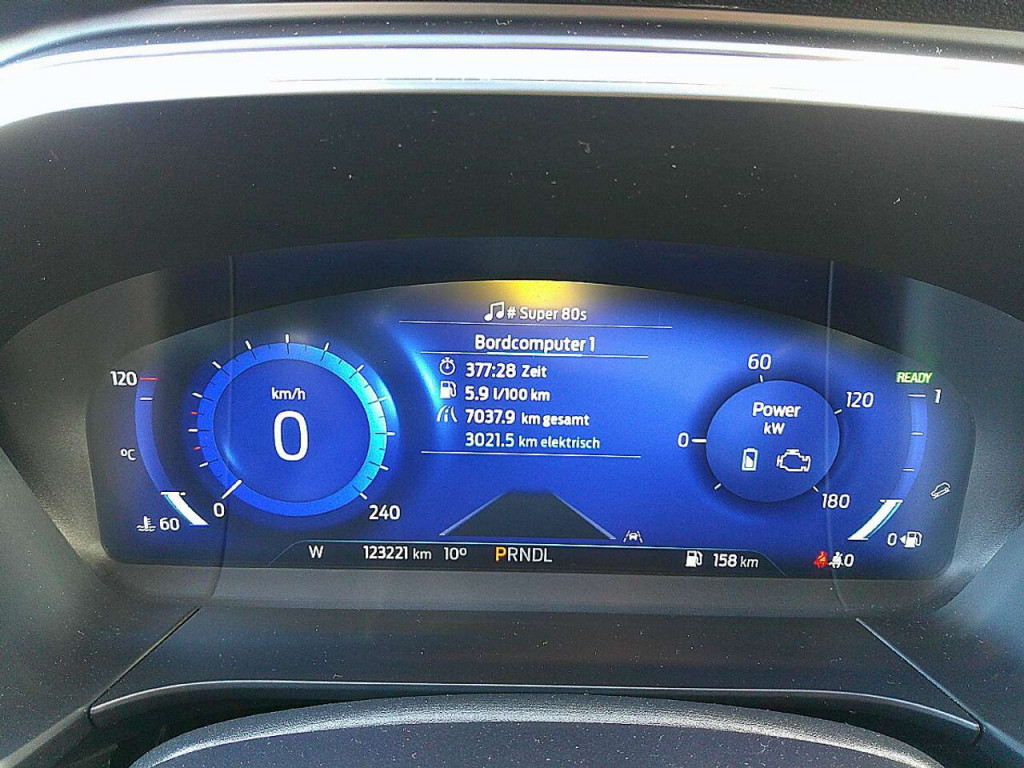 # Super 80s
Bordcomputer 1
377:28 Zeit
5.9 l/100 km
7037.9 km gesamt
3021.5 km elektrisch
120
°C
60
km/h
0
0
240
60
0
120
180
Power
kW
READY
1
0
W 123221 km 10° PRNDL 158 km 0